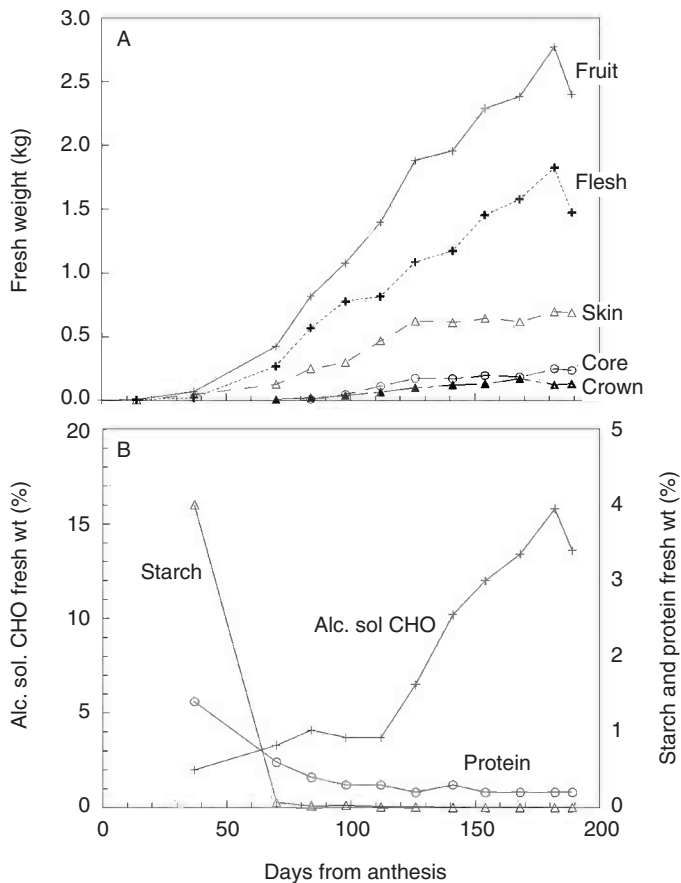 A
3.0
2.5
2.0
1.5
1.0
0.5
0.0
Fresh weight (kg)
Fruit
Flesh
Skin
Core
Crown
B
20
15
10
5
0
Alc. sol. CHO fresh wt (%)
5
4
3
2
1
0
Starch and protein fresh wt (%)
Starch
Alc. sol CHO
Protein
0
50
100
150
200
Days from anthesis